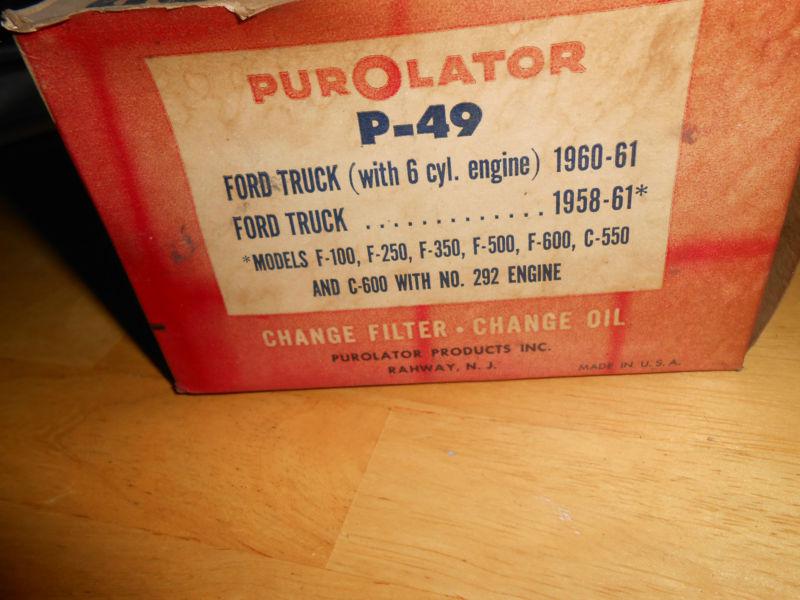 PUROLATOR
P-49
FORD TRUCK (with 6 cyl. engine) 1960-61
FORD TRUCK ............. 1958-61*
*MODELS F-100, F-250, F-350, F-500, F-600, C-550
AND C-600 WITH NO. 292 ENGINE
CHANGE FILTER • CHANGE OIL
PUROLATOR PRODUCTS INC.
RAHWAY, N. J.
MADE IN U.S.A.